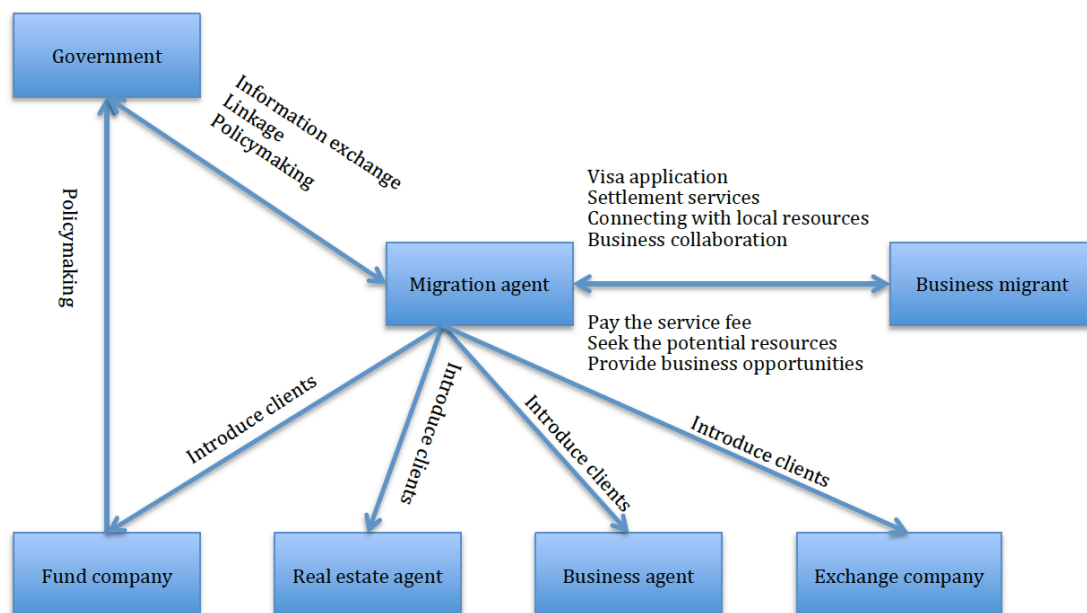 Government
Information exchange
Linkage
Policymaking
Policymaking
Visa application
Settlement services
Connecting with local resources
Business collaboration
Migration agent
Business migrant
Pay the service fee
Seek the potential resources
Provide business opportunities
Introduce clients
Introduce clients
Introduce clients
Introduce clients
Fund company
Real estate agent
Business agent
Exchange company